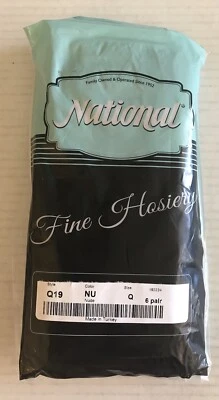 Family Owned & Operated Since 1952
National®
Fine Hosiery
Style Color Size
Q19 NU Q 6 pair
Nude
Made in Turkey